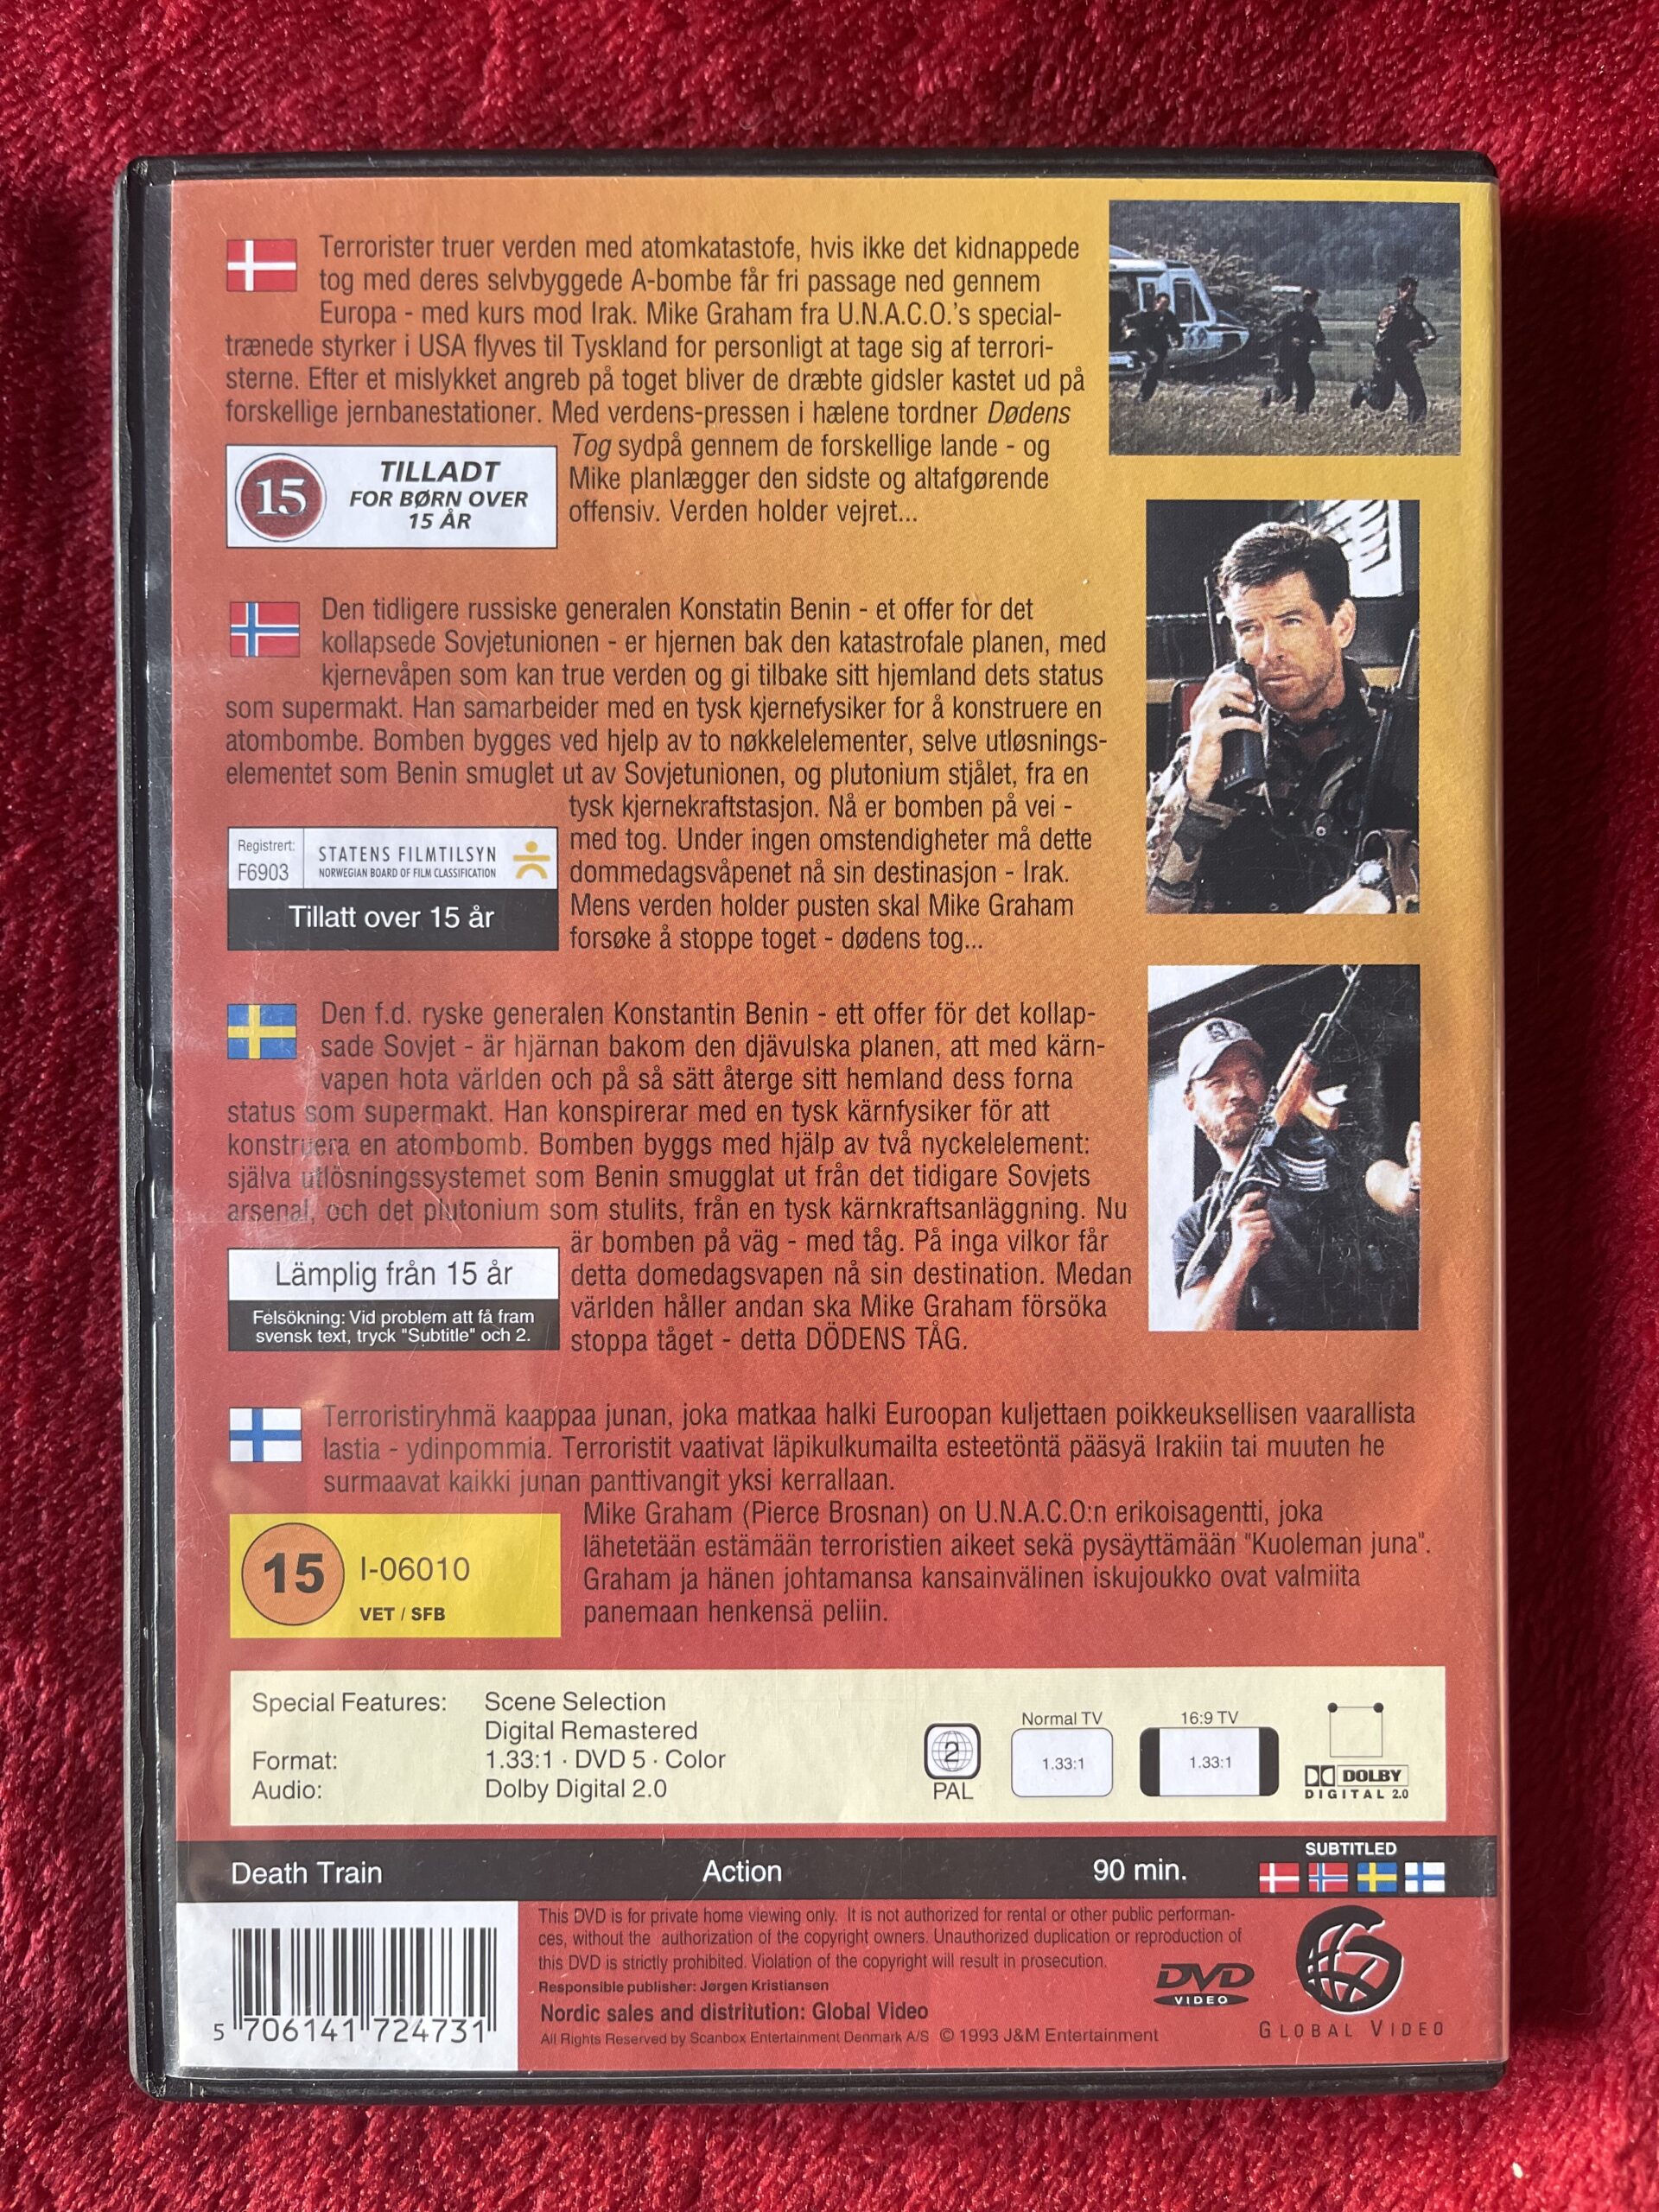 Terrorister truer verden med atomkatastofe, hvis ikke det kidnappede
tog med deres selvbyggede A-bombe får fri passage ned gennem
Europa - med kurs mod Irak. Mike Graham fra U.N.A.C.O.'s special-
trænede styrker i USA flyves til Tyskland for personligt at tage sig af terrori-
sterne. Efter et mislykket angreb på toget bliver de dræbte gidsler kastet ud på
forskellige jernbanestationer. Med verdens-pressen i hælene tordner Dødens
Tog sydpå gennem de forskellige lande - og
Mike planlægger den sidste og altafgørende
offensiv. Verden holder vejret...
15
TILLADT
FOR BØRN OVER
15 ÅR
Den tidligere russiske generalen Konstatin Benin - et offer for det
kollapsede Sovjetunionen - er hjernen bak den katastrofale planen, med
kjernevåpen som kan true verden og gi tilbake sitt hjemland dets status
som supermakt. Han samarbeider med en tysk kjernefysiker for å konstruere en
atombombe. Bomben bygges ved hjelp av to nøkkelelementer, selve utløsnings-
elementet som Benin smuglet ut av Sovjetunionen, og plutonium stjålet, fra en
tysk kjernekraftstasjon. Nå er bomben på vei -
med tog. Under ingen omstendigheter må dette
dommedagsvåpenet nå sin destinasjon - Irak.
Mens verden holder pusten skal Mike Graham
forsøke å stoppe toget - dødens tog...
Registrert:
F6903
STATENS FILMTILSYN
NORWEGIAN BOARD OF FILM CLASSIFICATION
Tillatt over 15 år
Den f.d. ryske generalen Konstantin Benin - ett offer för det kollap-
sade Sovjet - är hjärnan bakom den djävulska planen, att med kärn-
vapen hota världen och på så sätt återge sitt hemland dess forna
status som supermakt. Han konspirerar med en tysk kärnfysiker för att
konstruera en atombomb. Bomben byggs med hjälp av två nyckelelement:
själva utlösningssystemet som Benin smugglat ut från det tidigare Sovjets
arsenal, och det plutonium som stulits, från en tysk kärnkraftsanläggning. Nu
är bomben på väg - med tåg. På inga vilkor får
detta domedagsvapen nå sin destination. Medan
världen håller andan ska Mike Graham försöka
stoppa tåget - detta DÖDENS TÅG.
Lämplig från 15 år
Felsökning: Vid problem att få fram
svensk text, tryck "Subtitle" och 2.
Terroristiryhmä kaappaa junan, joka matkaa halki Euroopan kuljettaen poikkeuksellisen vaarallista
lastia - ydinpommia. Terroristit vaativat läpikulkumailta esteetöntä pääsyä Irakiin tai muuten he
surmaavat kaikki junan panttivangit yksi kerrallaan.
Mike Graham (Pierce Brosnan) on U.N.A.C.O:n erikoisagentti, joka
lähetetään estämään terroristien aikeet sekä pysäyttämään "Kuoleman juna".
Graham ja hänen johtamansa kansainvälinen iskujoukko ovat valmiita
panemaan henkensä peliin.
15
I-06010
VET / SFB
Special Features: Scene Selection
Digital Remastered
Format: 1.33:1 · DVD 5 · Color
Audio: Dolby Digital 2.0
2
PAL
Normal TV
1.33:1
16:9 TV
1.33:1
DOLBY
DIGITAL 2.0
Death Train Action 90 min.
SUBTITLED
5 706141 724731
This DVD is for private home viewing only. It is not authorized for rental or other public performan-
ces, without the authorization of the copyright owners. Unauthorized duplication or reproduction of
this DVD is strictly prohibited. Violation of the copyright will result in prosecution.
Responsible publisher: Jørgen Kristiansen
Nordic sales and distribution: Global Video
All Rights Reserved by Scanbox Entertainment Denmark A/S © 1993 J&M Entertainment
DVD
VIDEO
GLOBAL VIDEO